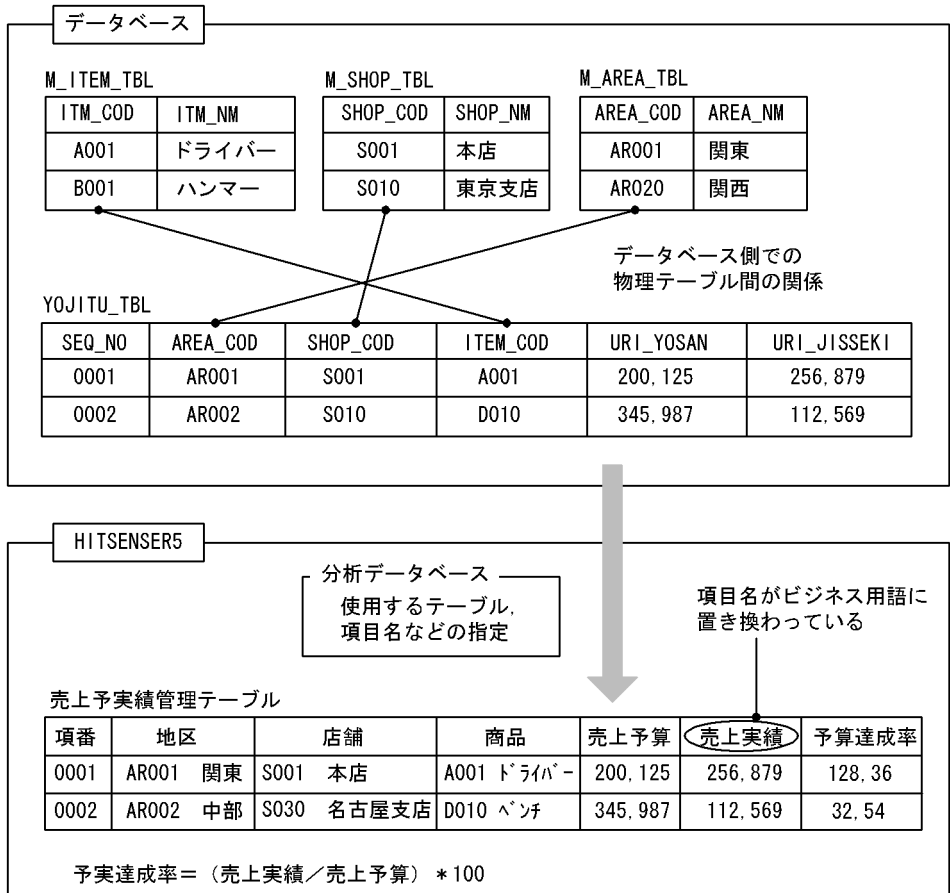 データベース
M_ITEM_TBL M_SHOP_TBL M_AREA_TBL
ITM_COD ITM_NM SHOP_COD SHOP_NM AREA_COD AREA_NM
A001 ドライバー S001 本店 AR001 関東
B001 ハンマー S010 東京支店 AR020 関西
データベース側での
物理テーブル間の関係
YOJITU_TBL
SEQ_NO AREA_COD SHOP_COD ITEM_COD URI_YOSAN URI_JISSEKI
0001 AR001 S001 A001 200,125 256,879
0002 AR002 S010 D010 345,987 112,569
HITSENSER5
分析データベース
使用するテーブル,
項目名などの指定
項目名がビジネス用語に
置き換わっている
売上予実績管理テーブル
項番 地区 店舗 商品 売上予算 売上実績 予算達成率
0001 AR001 関東 S001 本店 A001 ドライバー 200,125 256,879 128,36
0002 AR002 中部 S030 名古屋支店 D010 ペンチ 345,987 112,569 32,54
予実達成率=(売上実績/売上予算)*100